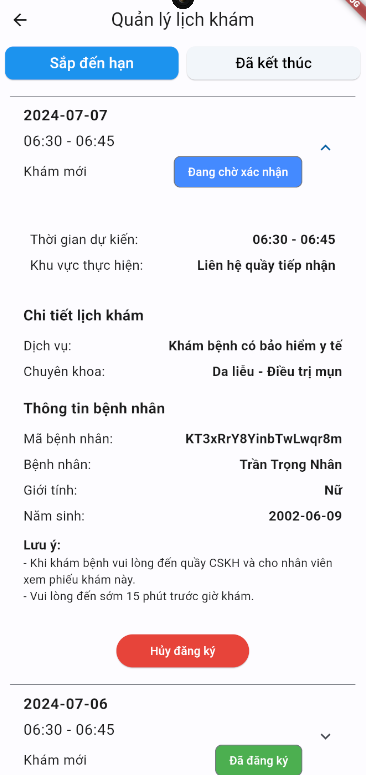 Quản lý lịch khám
Sắp đến hạn
Đã kết thúc
2024-07-07
06:30 - 06:45
Khám mới
Đang chờ xác nhận
Thời gian dự kiến:
06:30 - 06:45
Khu vực thực hiện:
Liên hệ quầy tiếp nhận
Chi tiết lịch khám
Dịch vụ:
Khám bệnh có bảo hiểm y tế
Chuyên khoa:
Da liễu - Điều trị mụn
Thông tin bệnh nhân
Mã bệnh nhân:
KT3xRrY8YinbTwLwqr8m
Bệnh nhân:
Trần Trọng Nhân
Giới tính:
Nữ
Năm sinh:
2002-06-09
Lưu ý:
- Khi khám bệnh vui lòng đến quầy CSKH và cho nhân viên
xem phiếu khám này.
- Vui lòng đến sớm 15 phút trước giờ khám.
Hủy đăng ký
2024-07-06
06:30 - 06:45
Khám mới
Đã đăng ký